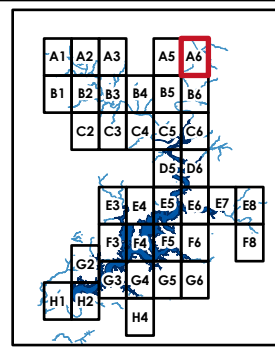 A1 A2 A3 A5 A6
B1 B2 B3 B4 B5 B6
C2 C3 C4 C5 C6
D5 D6
E3 E4 E5 E6 E7 E8
F3 F4 F5 F6 F8
G2
G3 G4 G5 G6
H1 H2
H4